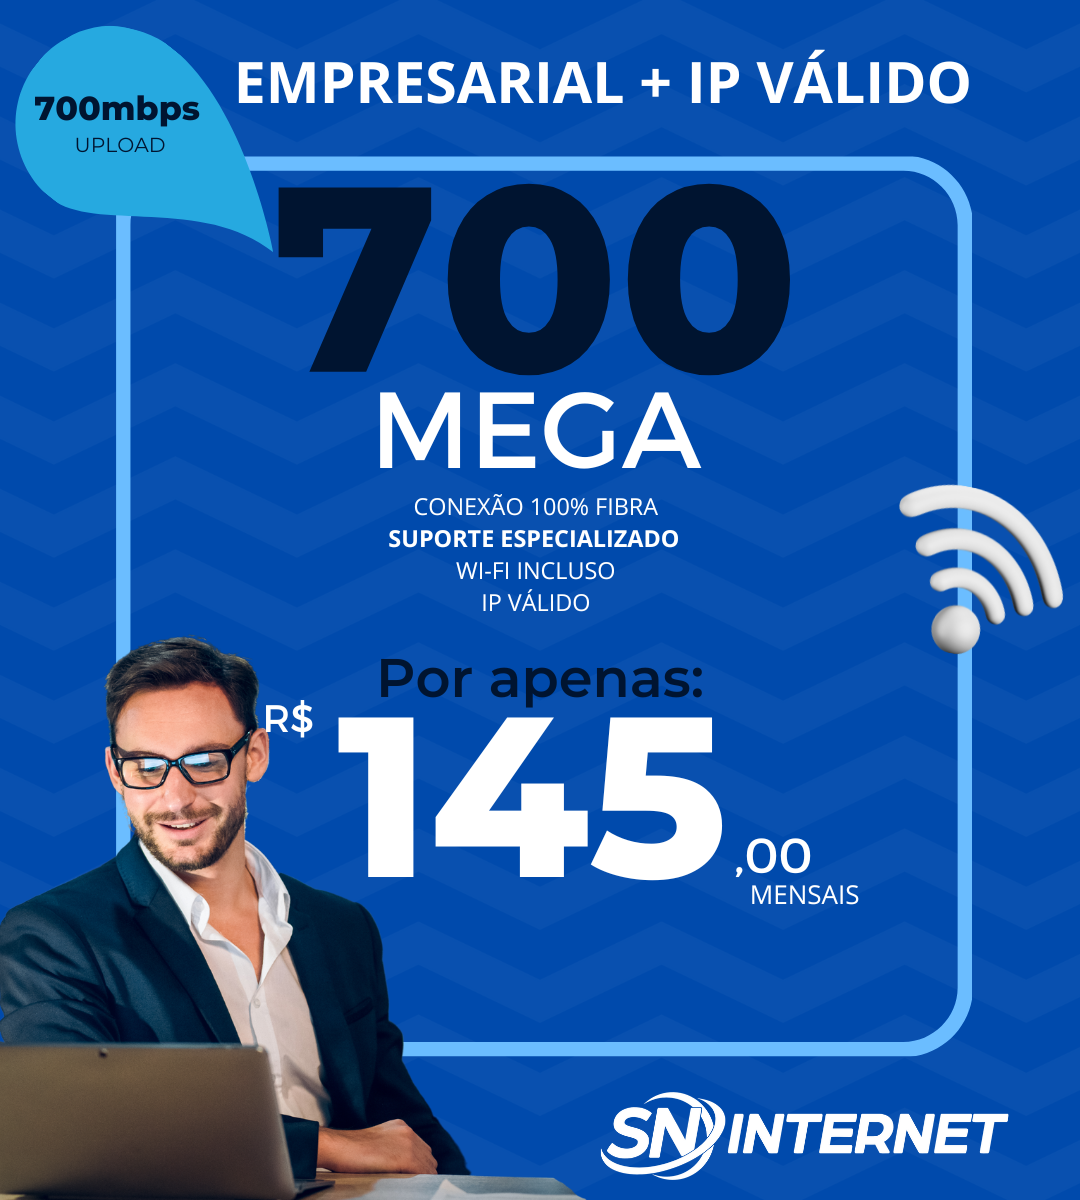 EMPRESARIAL + IP VÁLIDO
700mbps
UPLOAD
700
MEGA
CONEXÃO 100% FIBRA
SUPORTE ESPECIALIZADO
WI-FI INCLUSO
IP VÁLIDO
Por apenas:
R$ 145,00
MENSAIS
SN INTERNET